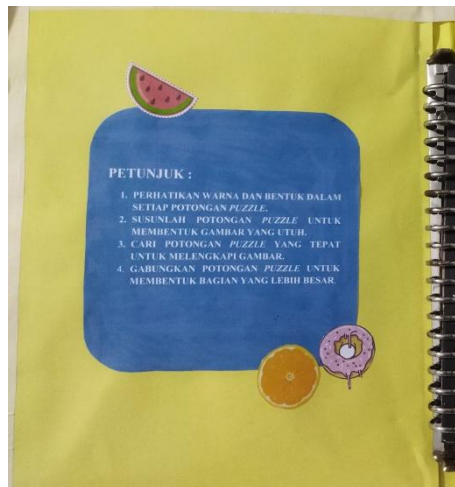 PETUNJUK :
1. PERHATIKAN WARNA DAN BENTUK DALAM
SETIAP POTONGAN PUZZLE.
2. SUSUNLAH POTONGAN PUZZLE UNTUK
MEMBENTUK GAMBAR YANG UTUH.
3. CARI POTONGAN PUZZLE YANG TEPAT
UNTUK MELENGKAPI GAMBAR.
4. GABUNGKAN POTONGAN PUZZLE UNTUK
MEMBENTUK BAGIAN YANG LEBIH BESAR.